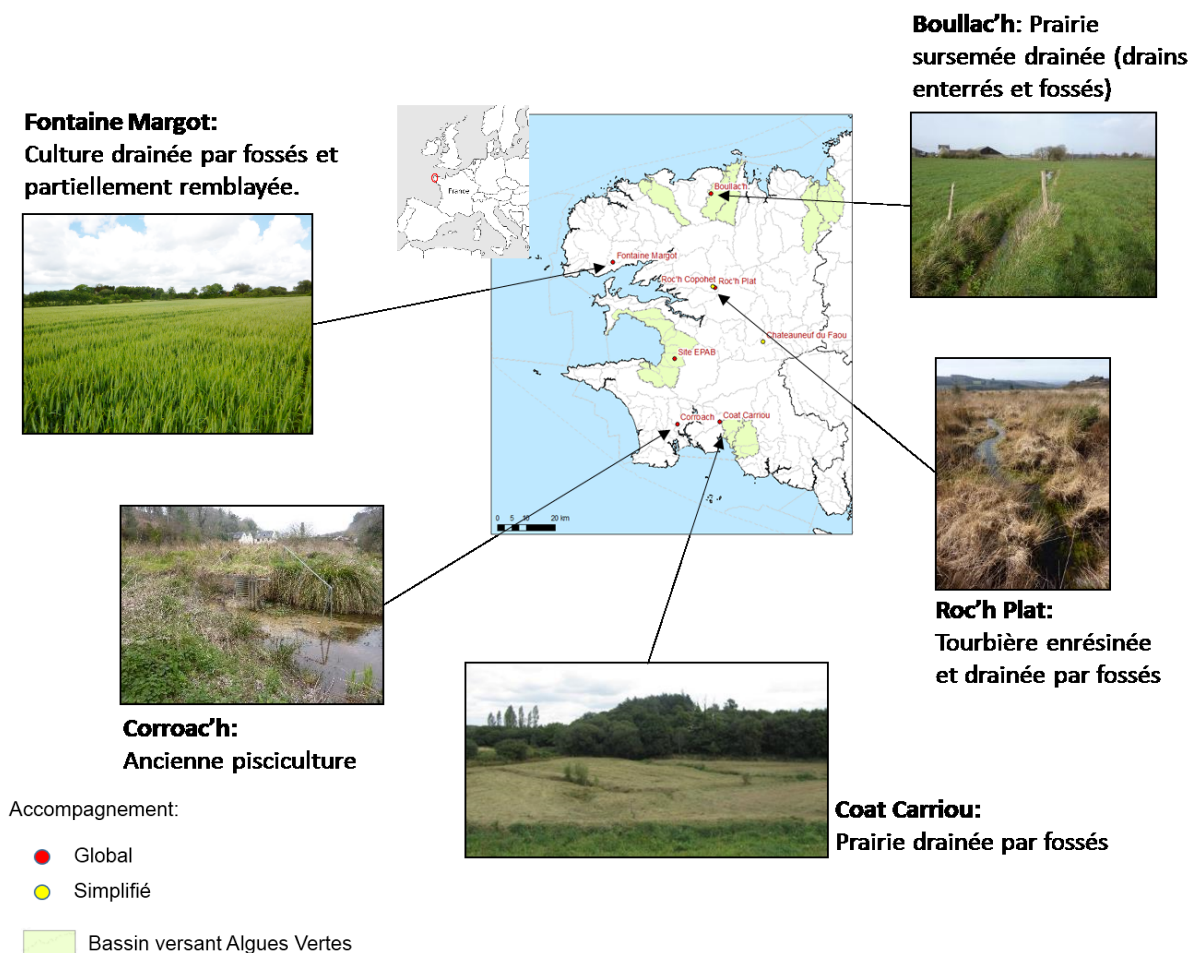 Boullac’h: Prairie
sursemée drainée (drains
enterrés et fossés)
Fontaine Margot:
Culture drainée par fossés et
partiellement remblayée.
France
Boullac'h
Fontaine Margot
Roc'h Copohet
Roc'h Plat
Chateauneuf du Faou
Site EPAB
Corroach
Coat Carriou
0 5 10 20 km
Roc’h Plat:
Tourbière enrésinée
et drainée par fossés
Corroac’h:
Ancienne pisciculture
Coat Carriou:
Prairie drainée par fossés
Accompagnement:
Global
Simplifié
Bassin versant Algues Vertes